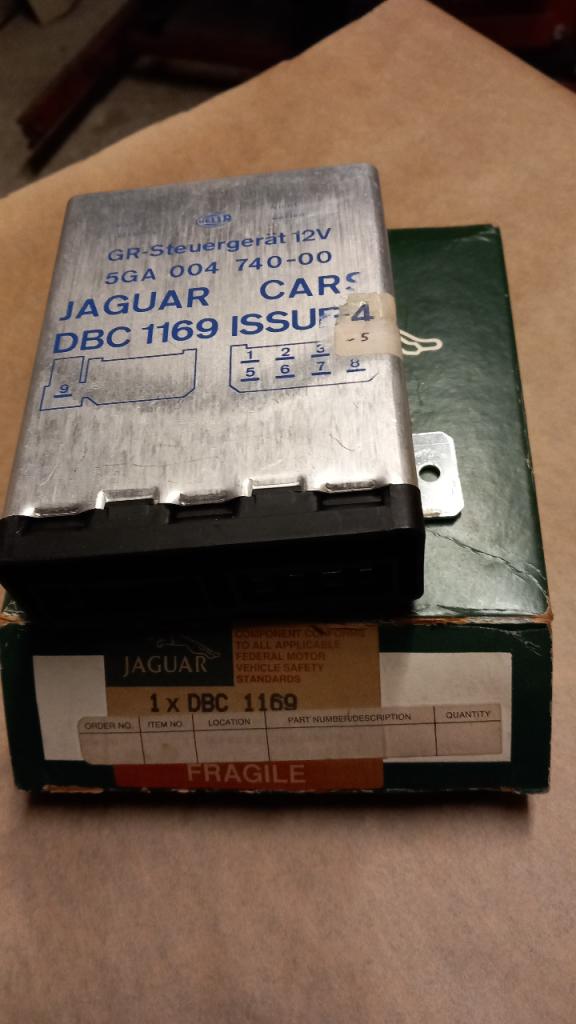 HELLA
GR-Steuergerät 12V
5GA 004 740-00
JAGUAR CARS
DBC 1169 ISSUE 4
- 5
1 2 3
5 6 7 8
9
JAGUAR
COMPONENT CONFORMS
TO ALL APPLICABLE
FEDERAL MOTOR
VEHICLE SAFETY
STANDARDS
1 x DBC 1169
ORDER NO. ITEM NO. LOCATION PART NUMBER/DESCRIPTION QUANTITY
FRAGILE